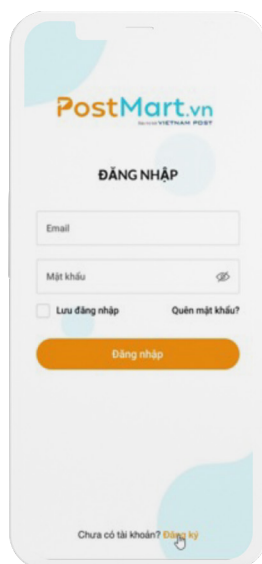 PostMart.vn
VIETNAM POST
ĐĂNG NHẬP
Email
Mật khẩu
Lưu đăng nhập Quên mật khẩu?
Đăng nhập
Chưa có tài khoản? Đăng ký